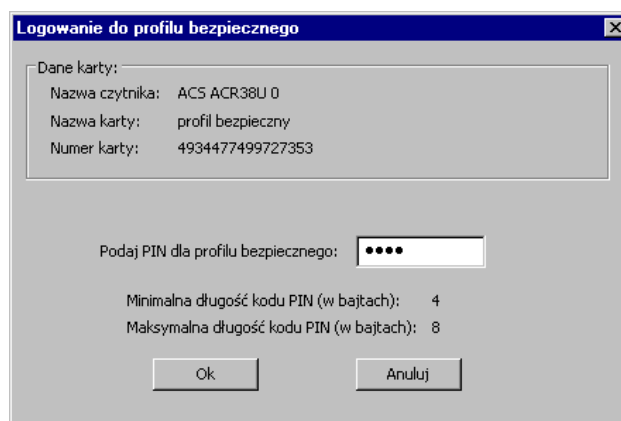 Logowanie do profilu bezpiecznego
Dane karty:
Nazwa czytnika: ACS ACR38U 0
Nazwa karty: profil bezpieczny
Numer karty: 4934477499727353
Podaj PIN dla profilu bezpiecznego: ●●●●
Minimalna długość kodu PIN (w bajtach): 4
Maksymalna długość kodu PIN (w bajtach): 8
Ok Anuluj